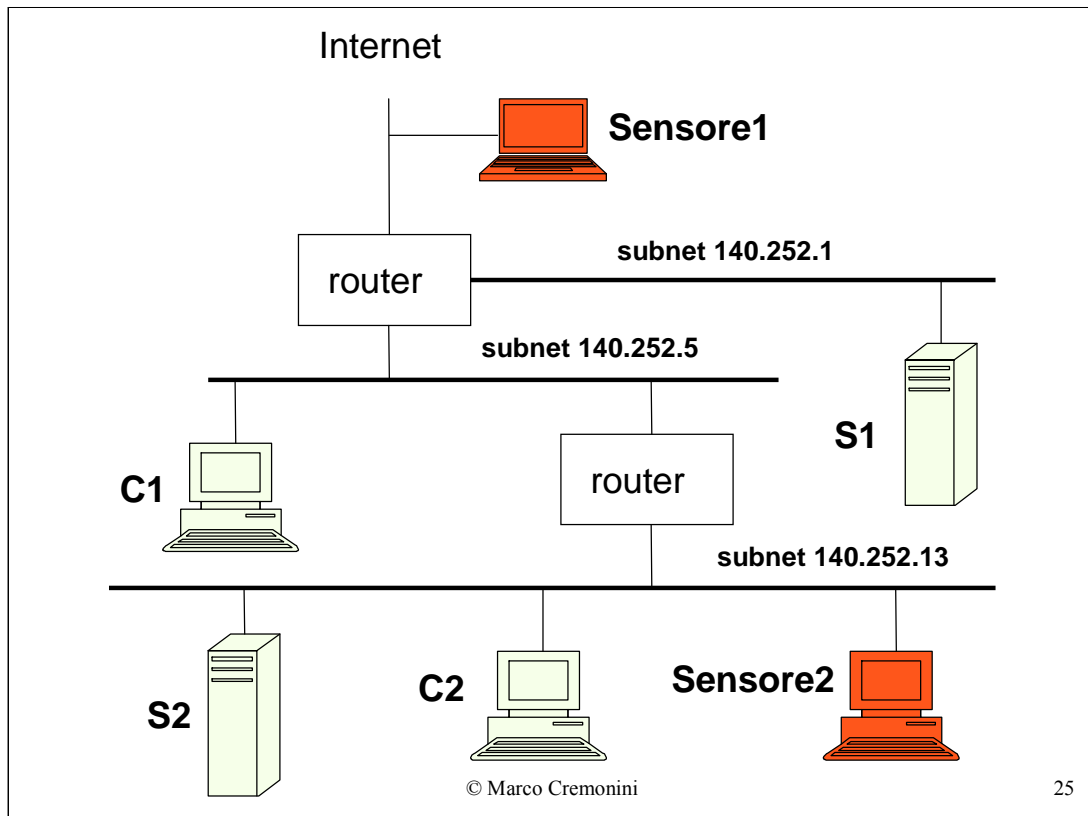 Internet
Sensore1
subnet 140.252.1
router
subnet 140.252.5
S1
C1
router
subnet 140.252.13
S2
C2
Sensore2
© Marco Cremonini
25